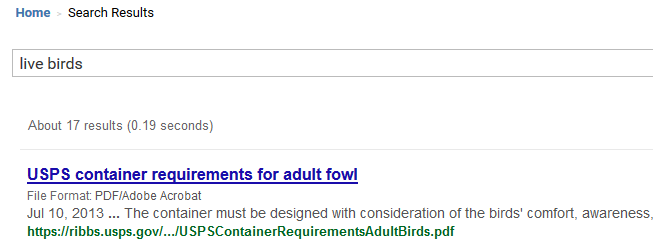 Home > Search Results
live birds
About 17 results (0.19 seconds)
USPS container requirements for adult fowl
File Format: PDF/Adobe Acrobat
Jul 10, 2013 ... The container must be designed with consideration of the birds' comfort, awareness,
https://ribbs.usps.gov/.../USPSContainerRequirementsAdultBirds.pdf